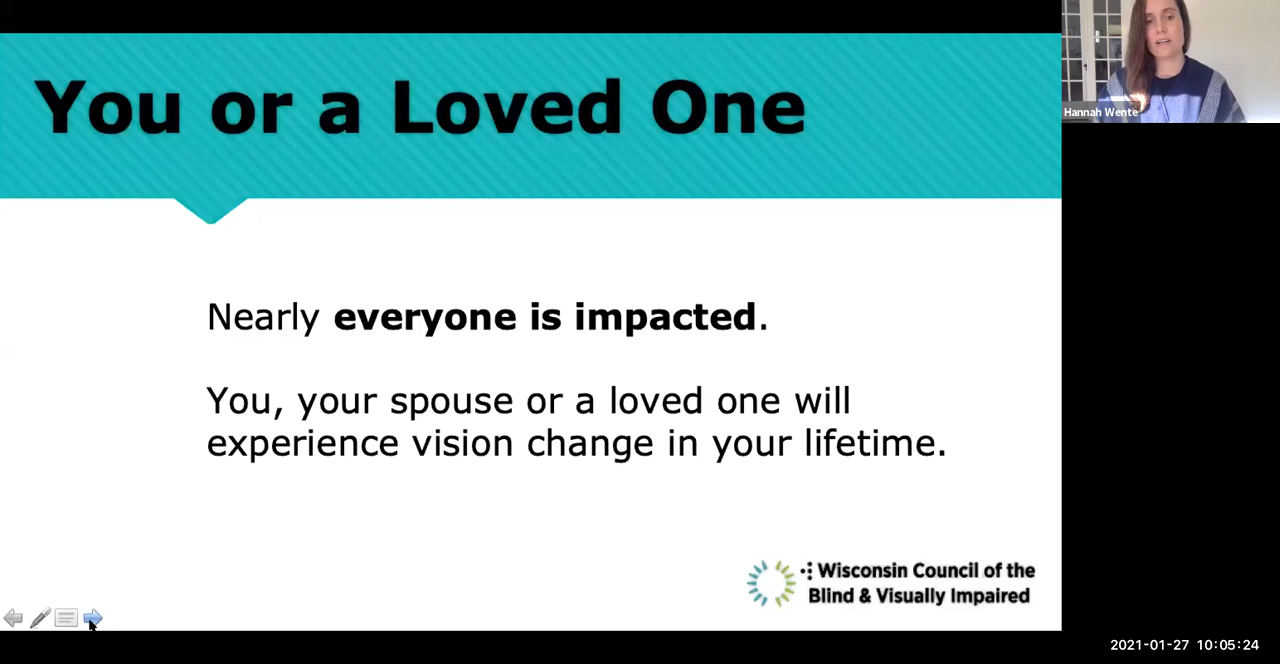 You or a Loved One
Hannah Wente
Nearly everyone is impacted.
You, your spouse or a loved one will
experience vision change in your lifetime.
Wisconsin Council of the
Blind & Visually Impaired
2021-01-27 10:05:24